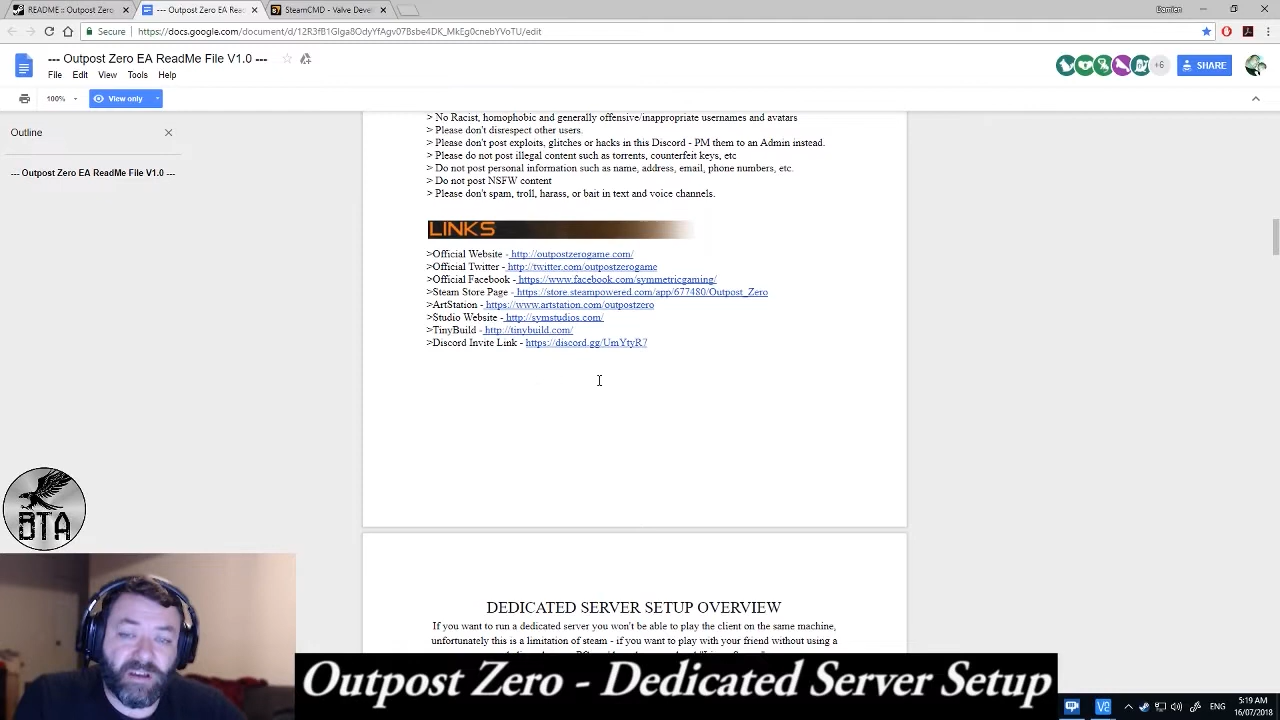 README :: Outpost Zero
--- Outpost Zero EA Rea
SteamCMD - Valve Devel
Secure
https://docs.google.com/document/d/12R3fB1GIga8OdyYfAgv07Bsbe4DK_MkEg0cnebYVoTU/edit
--- Outpost Zero EA ReadMe File V1.0 ---
File Edit View Tools Help
+6
SHARE
100%
View only
Outline
--- Outpost Zero EA ReadMe File V1.0 ---
> No Racist, homophobic and generally offensive/inappropriate usernames and avatars
> Please don't disrespect other users.
> Please don't post exploits, glitches or hacks in this Discord - PM them to an Admin instead.
> Please do not post illegal content such as torrents, counterfeit keys, etc
> Do not post personal information such as name, address, email, phone numbers, etc.
> Do not post NSFW content
> Please don't spam, troll, harass, or bait in text and voice channels.
LINKS
>Official Website - http://outpostzerogame.com/
>Official Twitter - http://twitter.com/outpostzerogame
>Official Facebook - https://www.facebook.com/symmetricgaming/
>Steam Store Page - https://store.steampowered.com/app/677480/Outpost_Zero
>ArtStation - https://www.artstation.com/outpostzero
>Studio Website - http://symstudios.com/
>TinyBuild - http://tinybuild.com/
>Discord Invite Link - https://discord.gg/UmYtyR7
BTA
DEDICATED SERVER SETUP OVERVIEW
If you want to run a dedicated server you won't be able to play the client on the same machine,
unfortunately this is a limitation of steam - if you want to play with your friend without using a
Outpost Zero - Dedicated Server Setup
ENG
5:19 AM
16/07/2018